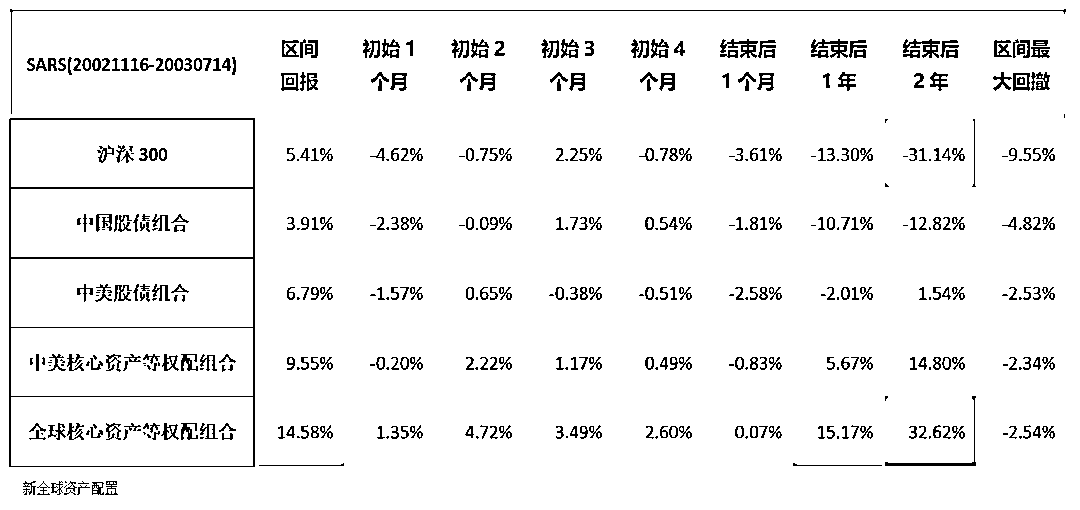 SARS(20021116-20030714) 区间回报 初始1个月 初始2个月 初始3个月 初始4个月 结束后1个月 结束后1年 结束后2年 区间最大回撤
沪深300 5.41% -4.62% -0.75% 2.25% -0.78% -3.61% -13.30% -31.14% -9.55%
中国股债组合 3.91% -2.38% -0.09% 1.73% 0.54% -1.81% -10.71% -12.82% -4.82%
中美股债组合 6.79% -1.57% 0.65% -0.38% -0.51% -2.58% -2.01% 1.54% -2.53%
中美核心资产等权配组合 9.55% -0.20% 2.22% 1.17% 0.49% -0.83% 5.67% 14.80% -2.34%
全球核心资产等权配组合 14.58% 1.35% 4.72% 3.49% 2.60% 0.07% 15.17% 32.62% -2.54%
新全球资产配置